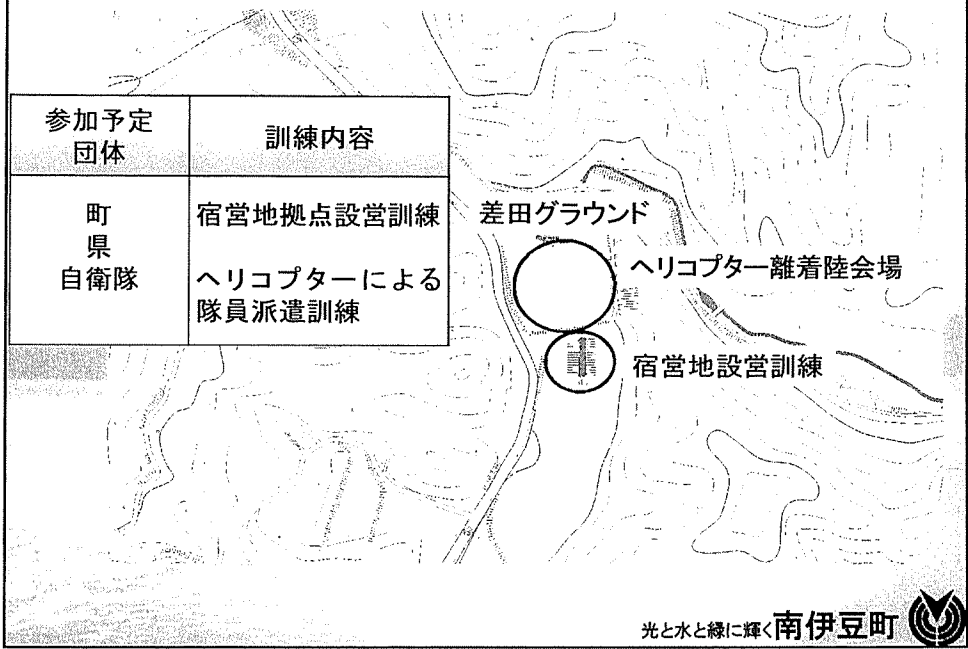 参加予定
団体
訓練内容
町
県
自衛隊
宿営地拠点設営訓練
ヘリコプターによる
隊員派遣訓練
差田グラウンド
ヘリコプター離着陸会場
宿営地設営訓練
光と水と緑に輝く南伊豆町